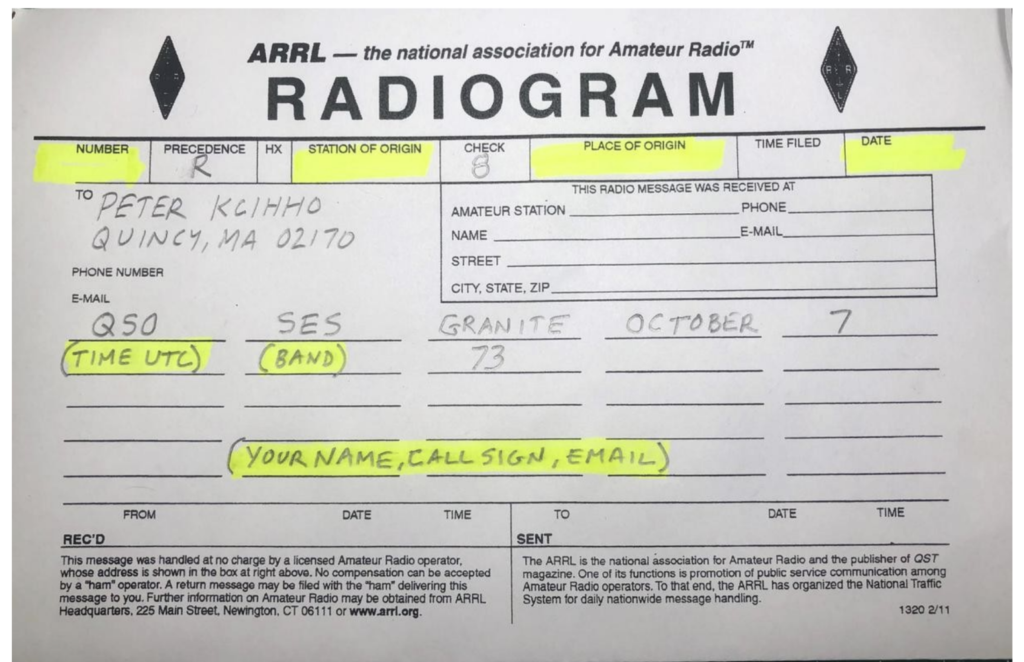 ARRL — the national association for Amateur Radio™
RADIOGRAM
NUMBER PRECEDENCE HX STATION OF ORIGIN CHECK PLACE OF ORIGIN TIME FILED DATE
R 8
TO PETER KC1HHO
QUINCY, MA 02170
PHONE NUMBER
E-MAIL
THIS RADIO MESSAGE WAS RECEIVED AT
AMATEUR STATION PHONE
NAME E-MAIL
STREET
CITY, STATE, ZIP
QSO SES GRANITE OCTOBER 7
(TIME UTC) (BAND) 73
(YOUR NAME, CALL SIGN, EMAIL)
FROM DATE TIME TO DATE TIME
REC'D SENT
This message was handled at no charge by a licensed Amateur Radio operator,
whose address is shown in the box at right above. No compensation can be accepted
by a "ham" operator. A return message may be filed with the "ham" delivering this
message to you. Further information on Amateur Radio may be obtained from ARRL
Headquarters, 225 Main Street, Newington, CT 06111 or www.arrl.org.
The ARRL is the national association for Amateur Radio and the publisher of QST
magazine. One of its functions is promotion of public service communication among
Amateur Radio operators. To that end, the ARRL has organized the National Traffic
System for daily nationwide message handling.
1320 2/11